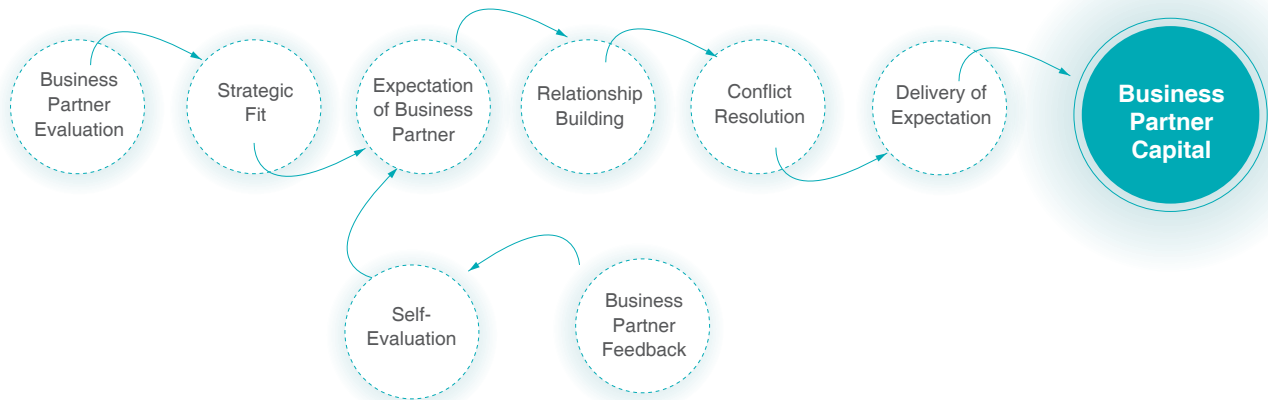 Business
Partner
Evaluation
Strategic
Fit
Expectation
of Business
Partner
Relationship
Building
Conflict
Resolution
Delivery of
Expectation
Business
Partner
Capital
Self-
Evaluation
Business
Partner
Feedback